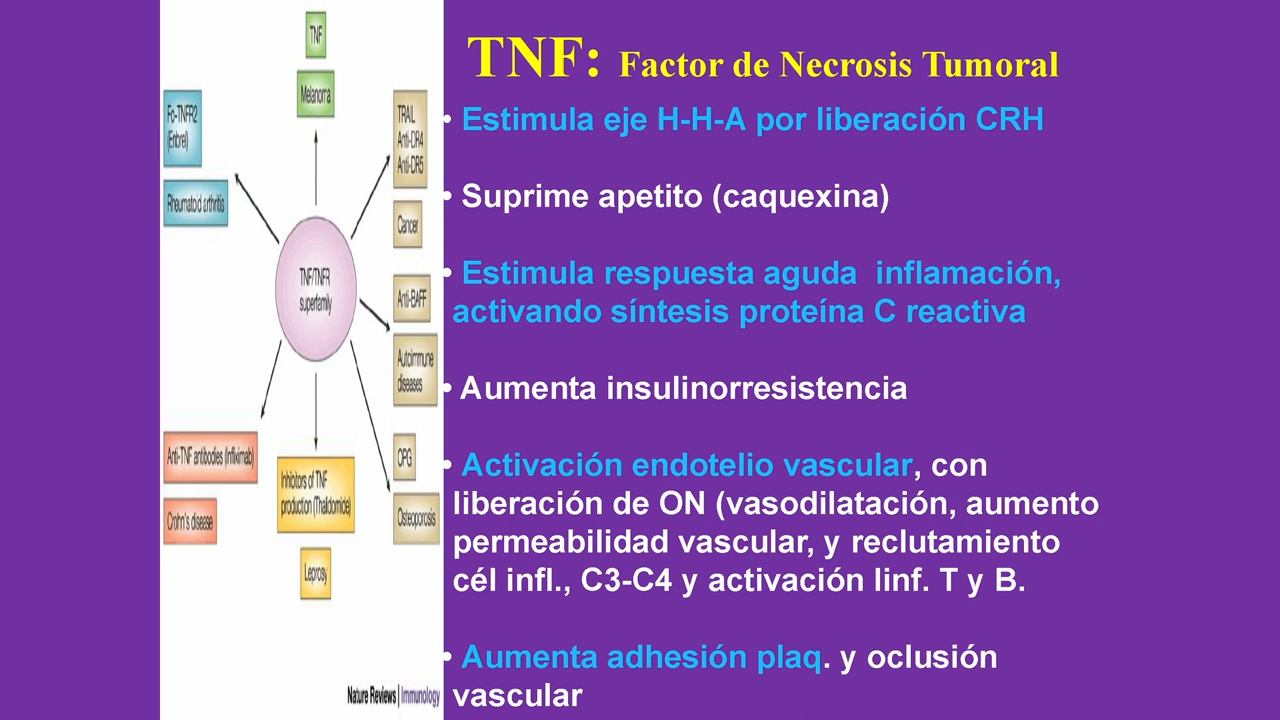 TNF: Factor de Necrosis Tumoral
• Estimula eje H-H-A por liberación CRH
• Suprime apetito (caquexina)
• Estimula respuesta aguda inflamación,
activando síntesis proteína C reactiva
• Aumenta insulinorresistencia
• Activación endotelio vascular, con
liberación de ON (vasodilatación, aumento
permeabilidad vascular, y reclutamiento
cél infl., C3-C4 y activación linf. T y B.
• Aumenta adhesión plaq. y oclusión
vascular
TNF
Melanoma
Fc-TNFR2
(Enbrel)
Rheumatoid arthritis
TRAIL
Anti-DR4
Anti-DR5
Cancer
TNF/TNFR
superfamily
Anti-BAFF
Autoimmune
diseases
Anti-TNF antibodies (Infliximab)
Crohn's disease
Inhibitors of TNF
production (Thalidomide)
Leprosy
OPG
Osteoporosis
Nature Reviews | Immunology